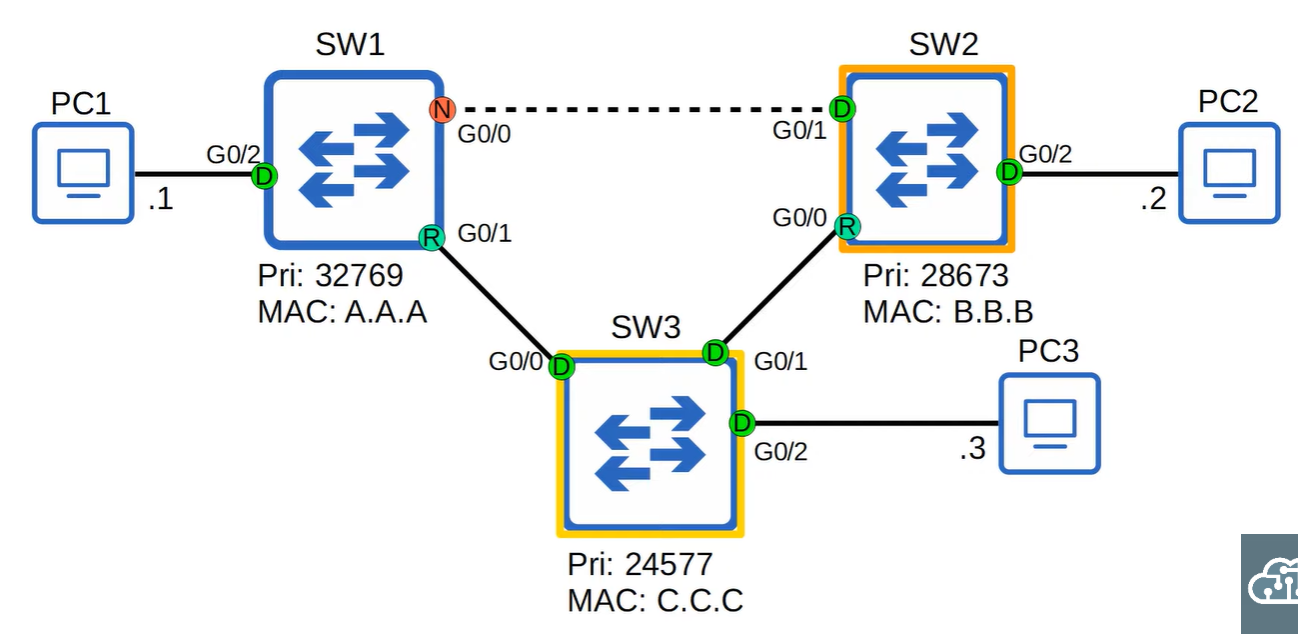 SW1
SW2
PC1
PC2
N
D
G0/0
G0/1
G0/2
D
D
G0/2
.1
.2
R
G0/1
G0/0
R
Pri: 32769
MAC: A.A.A
Pri: 28673
MAC: B.B.B
SW3
PC3
G0/0
D
D
G0/1
D
G0/2
.3
Pri: 24577
MAC: C.C.C